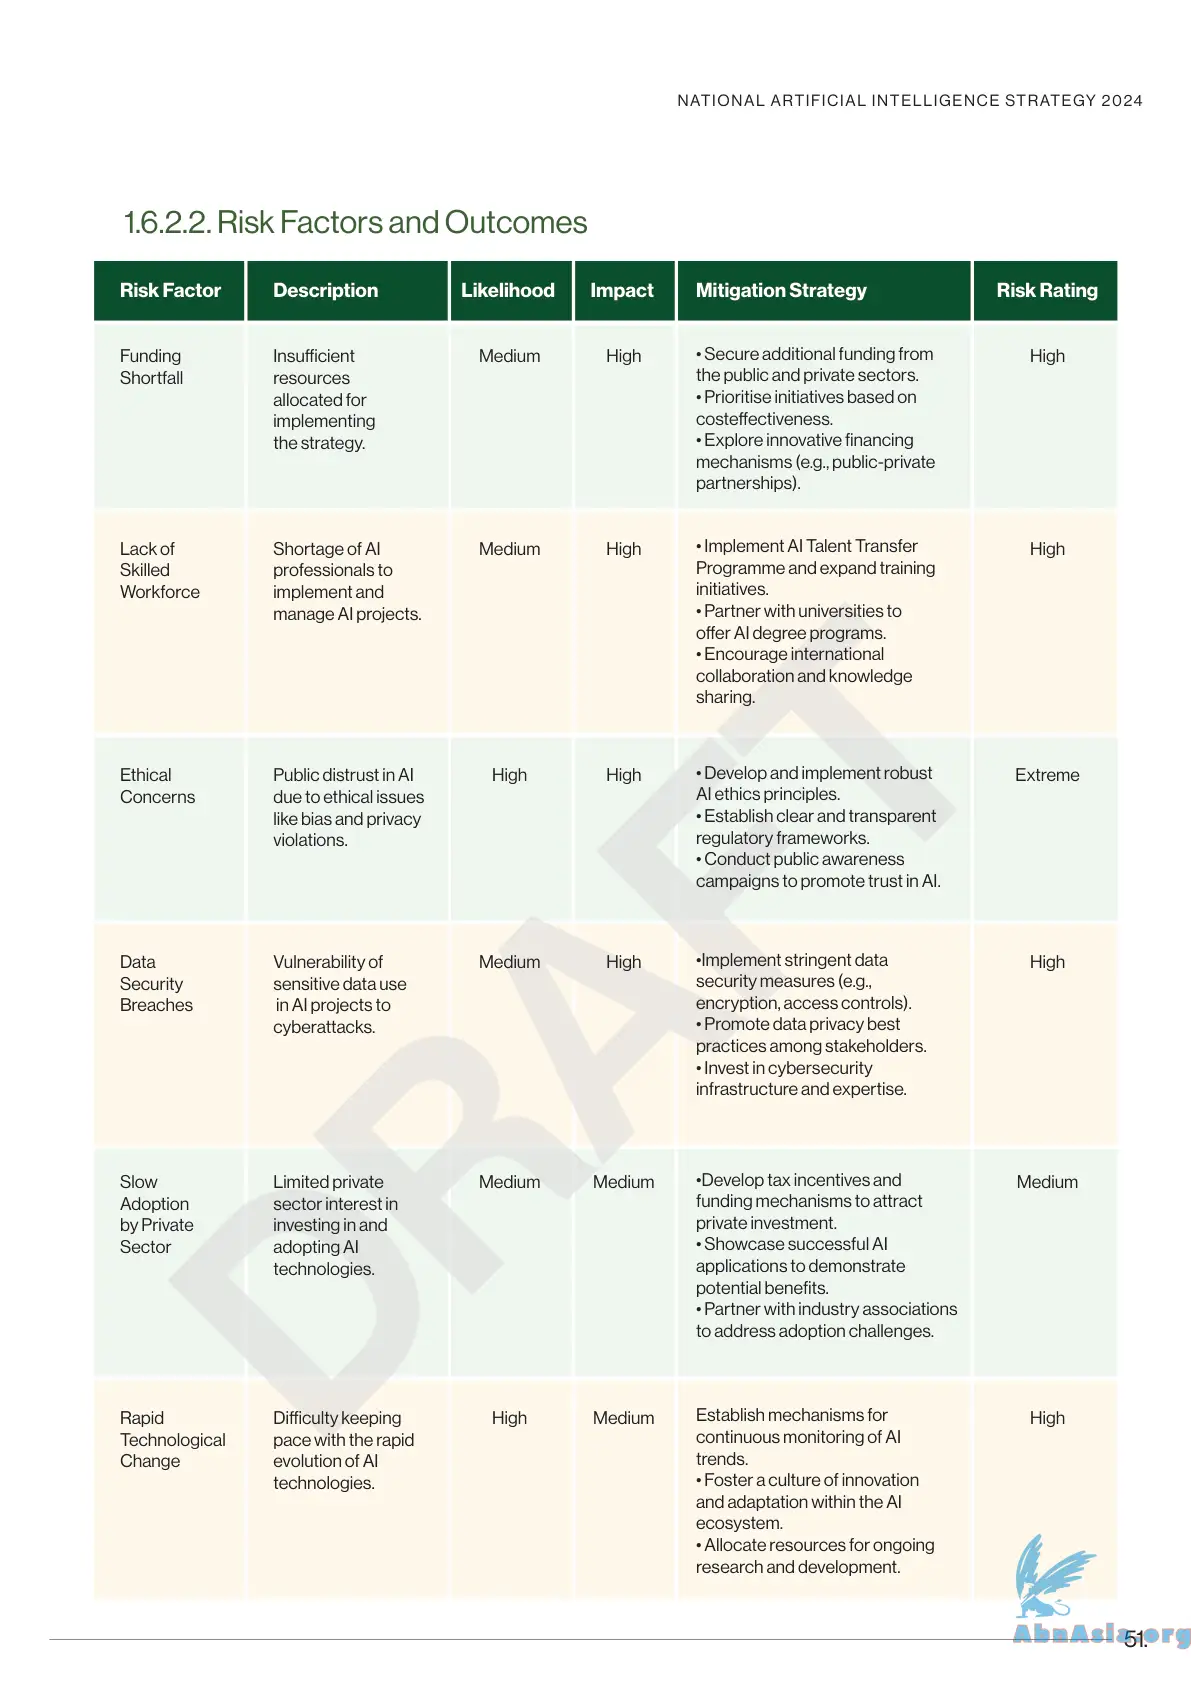 NATIONAL ARTIFICIAL INTELLIGENCE STRATEGY 2024
1.6.2.2. Risk Factors and Outcomes
Risk Factor
Description
Likelihood
Impact
Mitigation Strategy
Risk Rating
Funding
Shortfall
Insufficient
resources
allocated for
implementing
the strategy.
Medium
High
• Secure additional funding from
the public and private sectors.
• Prioritise initiatives based on
costeffectiveness.
• Explore innovative financing
mechanisms (e.g., public-private
partnerships).
High
Lack of
Skilled
Workforce
Shortage of AI
professionals to
implement and
manage AI projects.
Medium
High
• Implement AI Talent Transfer
Programme and expand training
initiatives.
• Partner with universities to
offer AI degree programs.
• Encourage international
collaboration and knowledge
sharing.
High
Ethical
Concerns
Public distrust in AI
due to ethical issues
like bias and privacy
violations.
High
High
• Develop and implement robust
AI ethics principles.
• Establish clear and transparent
regulatory frameworks.
• Conduct public awareness
campaigns to promote trust in AI.
Extreme
Data
Security
Breaches
Vulnerability of
sensitive data use
in AI projects to
cyberattacks.
Medium
High
•Implement stringent data
security measures (e.g.,
encryption, access controls).
• Promote data privacy best
practices among stakeholders.
• Invest in cybersecurity
infrastructure and expertise.
High
Slow
Adoption
by Private
Sector
Limited private
sector interest in
investing in and
adopting AI
technologies.
Medium
Medium
•Develop tax incentives and
funding mechanisms to attract
private investment.
• Showcase successful AI
applications to demonstrate
potential benefits.
• Partner with industry associations
to address adoption challenges.
Medium
Rapid
Technological
Change
Difficulty keeping
pace with the rapid
evolution of AI
technologies.
High
Medium
Establish mechanisms for
continuous monitoring of AI
trends.
• Foster a culture of innovation
and adaptation within the AI
ecosystem.
• Allocate resources for ongoing
research and development.
High
DRAFT
AbnAsia.org
51.